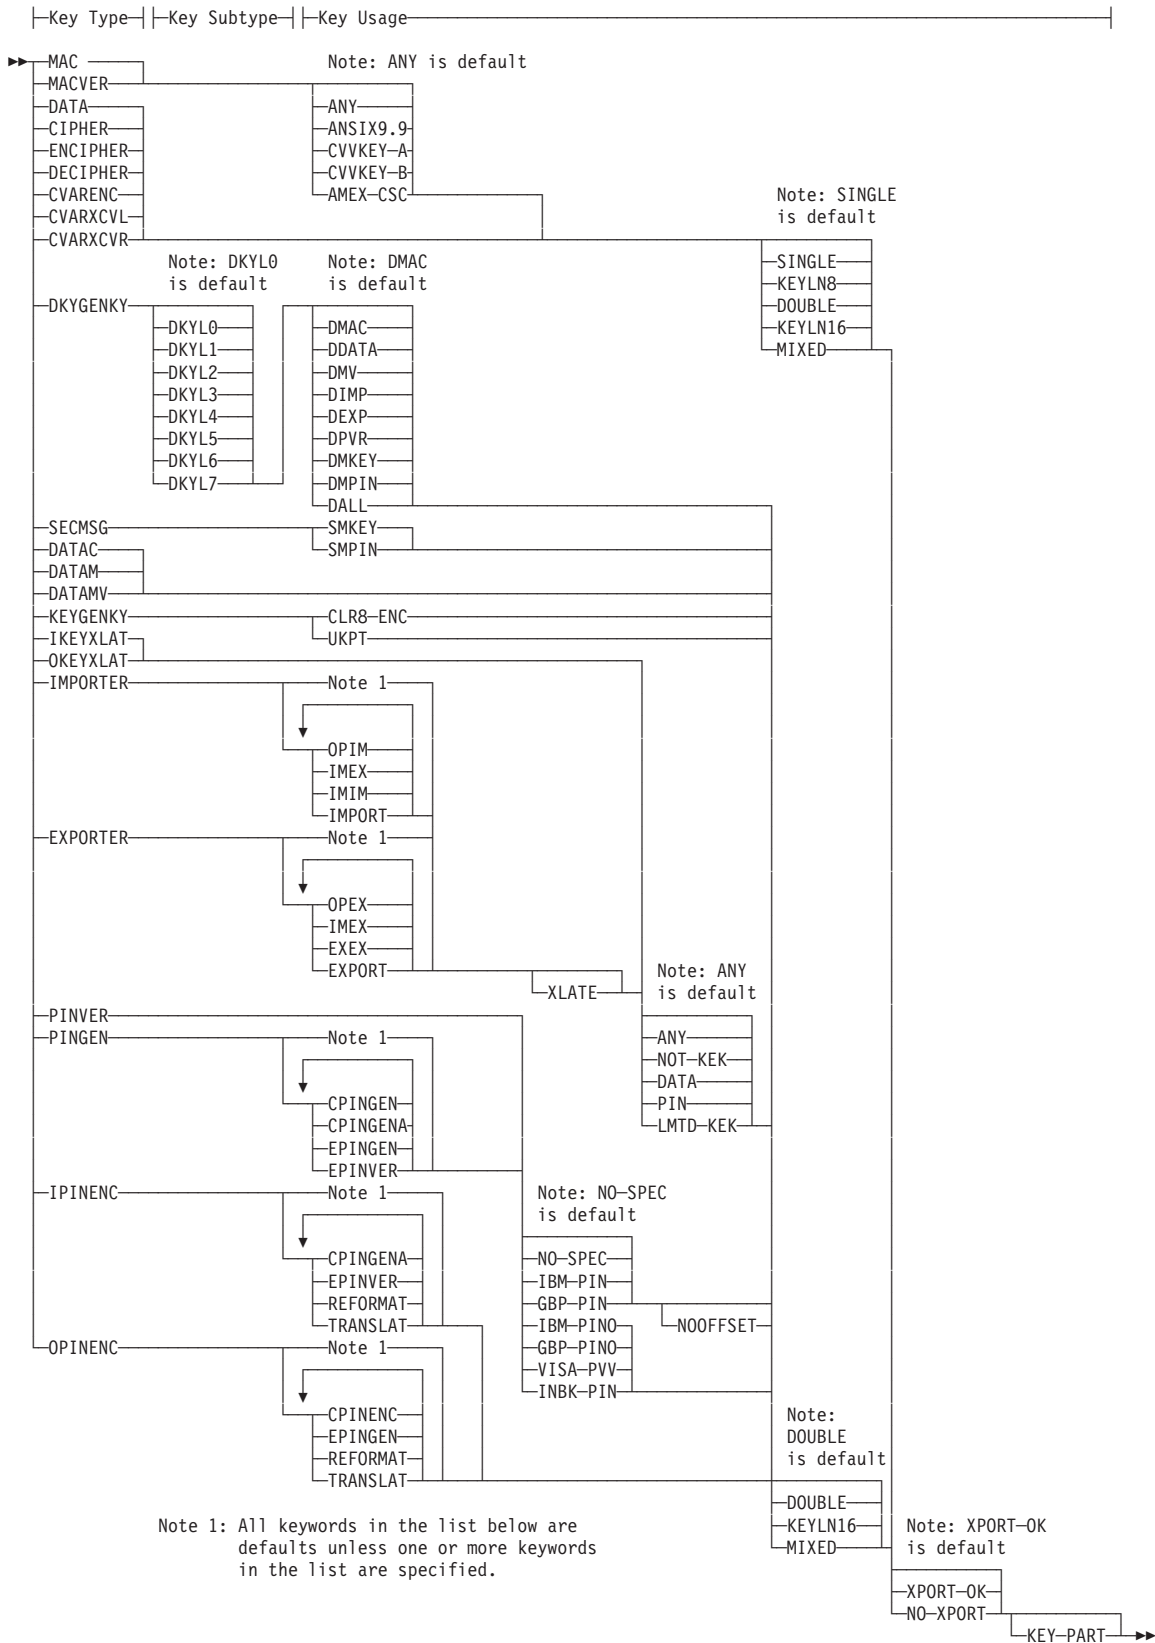 Key Type Key Subtype Key Usage
MAC Note: ANY is default
MACVER
DATA ANY
CIPHER ANSIX9.9
ENCIPHER CVVKEY-A
DECIPHER CVVKEY-B
CVARENC AMEX-CSC Note: SINGLE
CVARXCVL is default
CVARXCVR
Note: DKYL0 Note: DMAC SINGLE
is default is default KEYLN8
DKYGENKY DOUBLE
DKYL0 DMAC KEYLN16
DKYL1 DDATA MIXED
DKYL2 DMV
DKYL3 DIMP
DKYL4 DEXP
DKYL5 DPVR
DKYL6 DMKEY
DKYL7 DMPIN
DALL
SECMSG SMKEY
DATAC SMPIN
DATAM
DATAMV
KEYGENKY CLR8-ENC
IKEYXLAT UKPT
OKEYXLAT
IMPORTER Note 1
OPIM
IMEX
IMIM
IMPORT
EXPORTER Note 1
OPEX
IMEX
EXEX
EXPORT Note: ANY
XLATE is default
PINVER
PINGEN Note 1 ANY
NOT-KEK
DATA
CPINGEN PIN
CPINGENA LMTD-KEK
EPINGEN
EPINVER
IPINENC Note 1 Note: NO-SPEC
is default
CPINGENA NO-SPEC
EPINVER IBM-PIN
REFORMAT GBP-PIN
TRANSLAT IBM-PINO NOOFFSET
OPINENC Note 1 GBP-PINO
VISA-PVV
INBK-PIN
CPINENC Note:
EPINGEN DOUBLE
REFORMAT is default
TRANSLAT
DOUBLE
Note 1: All keywords in the list below are KEYLN16 Note: XPORT-OK
defaults unless one or more keywords MIXED is default
in the list are specified.
XPORT-OK
NO-XPORT
KEY-PART